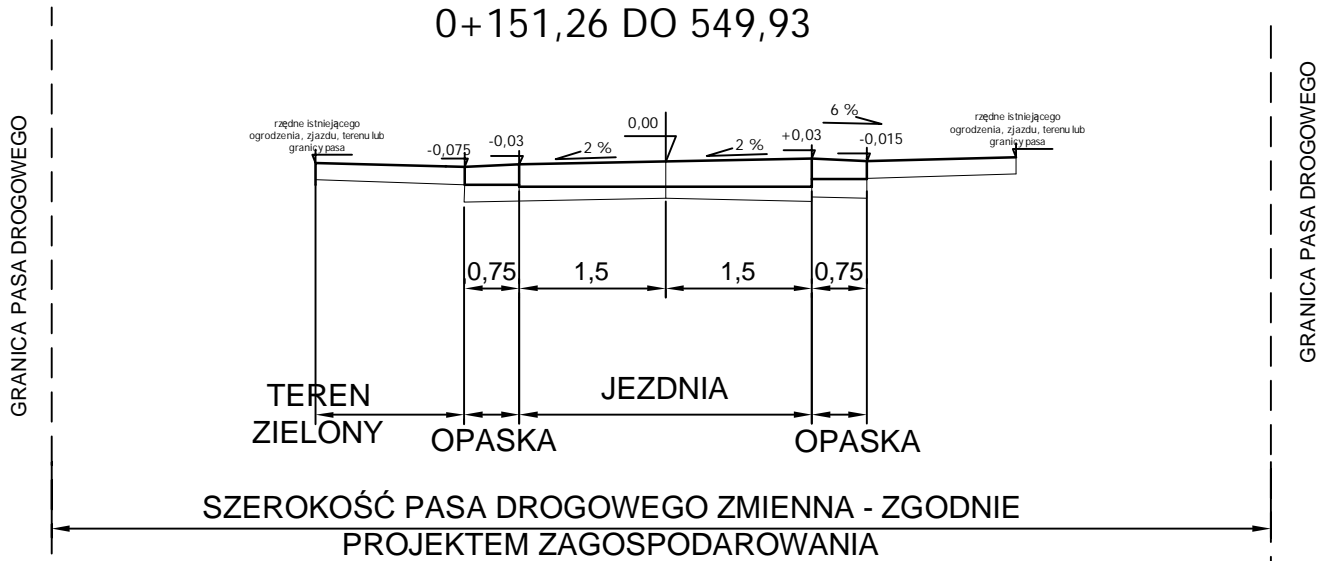 0+151,26 DO 549,93
GRANICA PASA DROGOWEGO
rzędne istniejącego
ogrodzenia, zjazdu, terenu lub
granicy pasa
-0,075
-0,03
2 %
0,00
2 %
+0,03
6 %
-0,015
rzędne istniejącego
ogrodzenia, zjazdu, terenu lub
granicy pasa
GRANICA PASA DROGOWEGO
0,75
1,5
1,5
0,75
TEREN
ZIELONY
OPASKA
JEZDNIA
OPASKA
SZEROKOŚĆ PASA DROGOWEGO ZMIENNA - ZGODNIE
PROJEKTEM ZAGOSPODAROWANIA